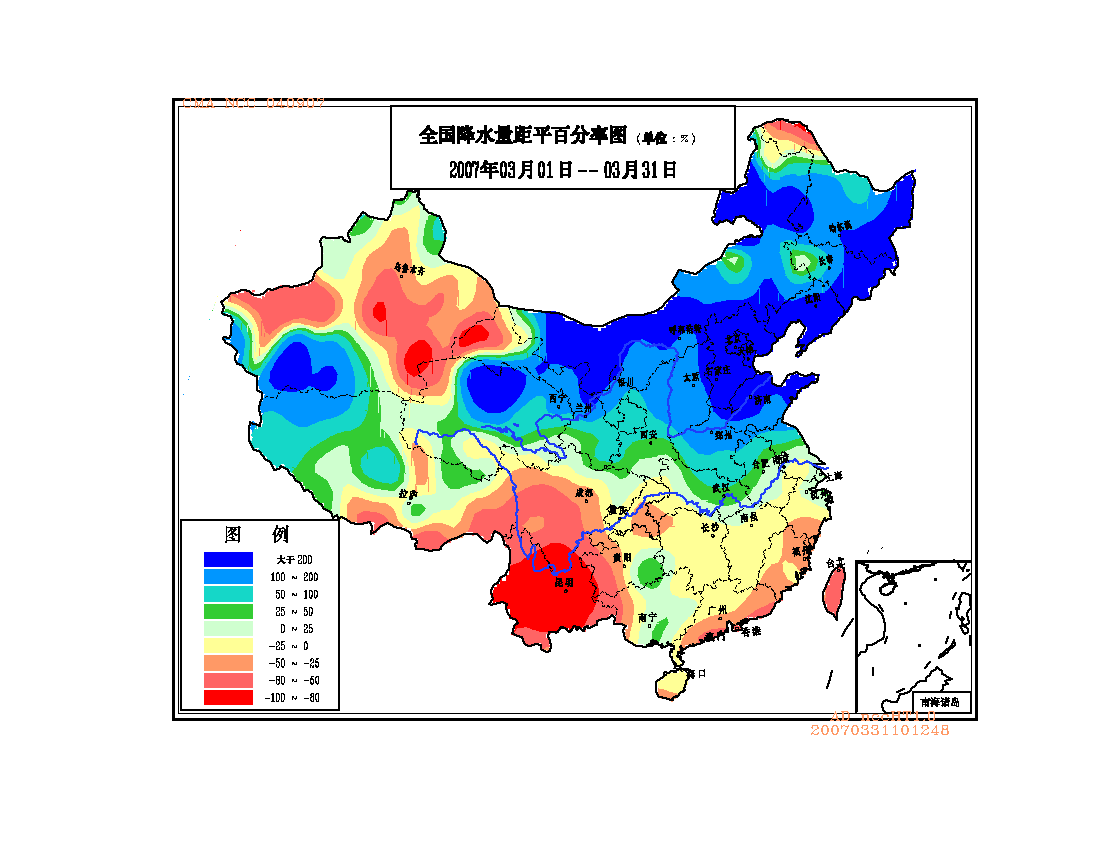 CMA NCC 040907
全国降水量距平百分率图 (单位:%)
2007年03月01日 -- 03月31日
哈尔滨
长春
乌鲁木齐
沈阳
呼和浩特
北京
天津
银川
太原
石家庄
西宁
兰州
济南
西安
郑州
合肥
南京
上海
拉萨
成都
武汉
杭州
重庆
长沙
南昌
贵阳
福州
台北
昆明
南宁
广州
澳门
香港
海口
图 例
大于200
100 ~ 200
50 ~ 100
25 ~ 50
0 ~ 25
-25 ~ 0
-50 ~ -25
-80 ~ -50
-100 ~ -80
南海诸岛
20070331101248